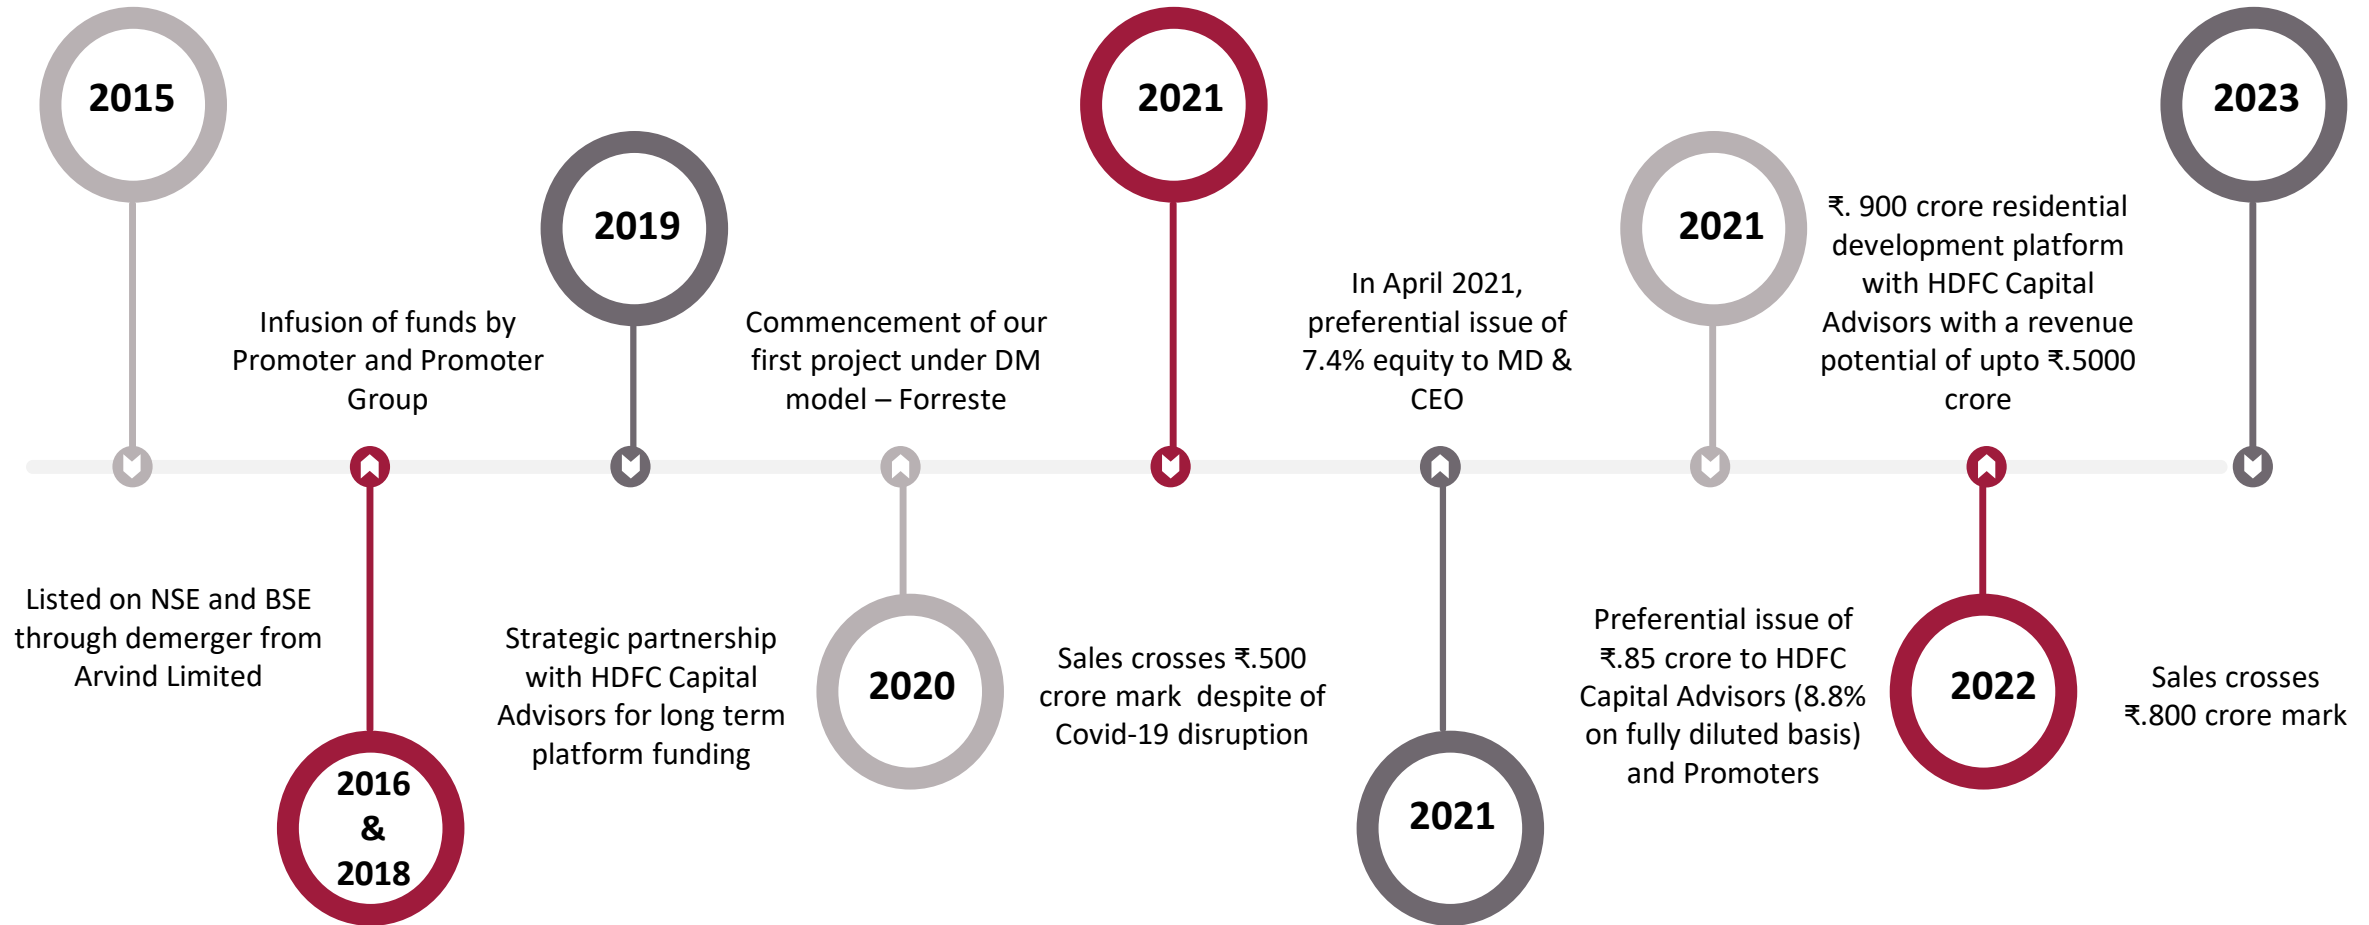 2015
Listed on NSE and BSE
through demerger from
Arvind Limited
Infusion of funds by
Promoter and Promoter
Group
2016
&
2018
2019
Strategic partnership
with HDFC Capital
Advisors for long term
platform funding
Commencement of our
first project under DM
model – Forreste
2020
2021
Sales crosses ₹.500
crore mark  despite of
Covid-19 disruption
In April 2021,
preferential issue of
7.4% equity to MD &
CEO
2021
2021
Preferential issue of
₹.85 crore to HDFC
Capital Advisors (8.8%
on fully diluted basis)
and Promoters
₹. 900 crore residential
development platform
with HDFC Capital
Advisors with a revenue
potential of upto ₹.5000
crore
2022
2023
Sales crosses
₹.800 crore mark